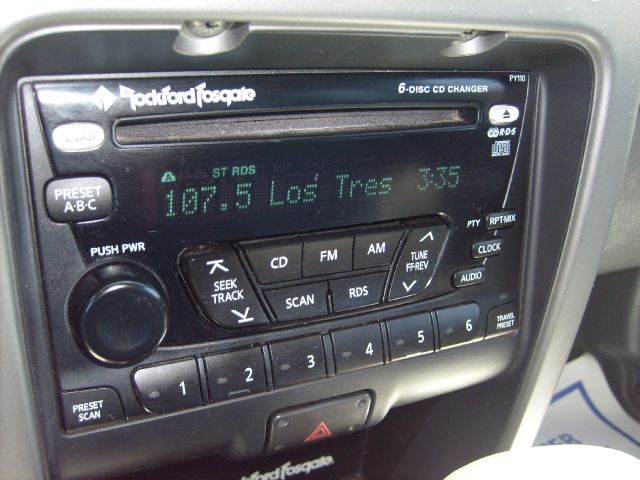 PY110
Rockford Fosgate 6-DISC CD CHANGER
LOAD
R·D·S
ST RDS
107.5 Los Tres 3:35
PRESET
A·B·C
PTY RPT·MIX
PUSH PWR
CD FM AM
TUNE
FF·REV
CLOCK
SEEK
TRACK
SCAN RDS
AUDIO
1 2 3 4 5 6
TRAVEL
PRESET
PRESET
SCAN
Rockford Fosgate